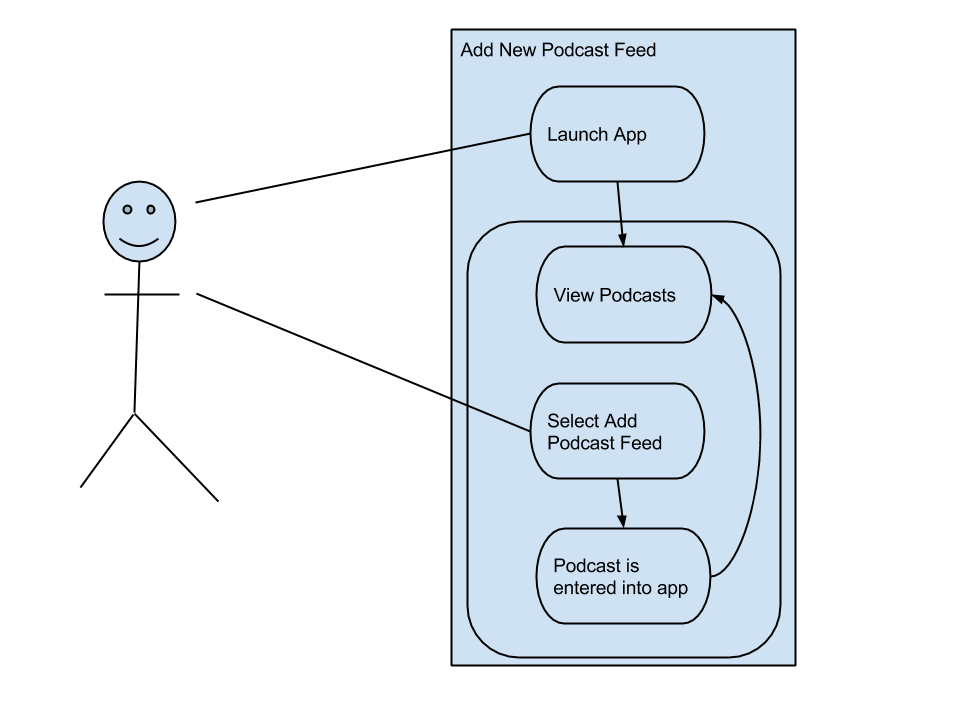 Add New Podcast Feed
Launch App
View Podcasts
Select Add
Podcast Feed
Podcast is
entered into app